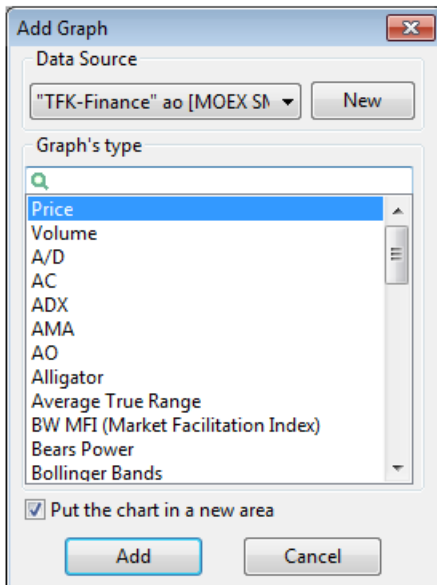 Add Graph
Data Source
"TFK-Finance" ao [MOEX SM
New
Graph's type
Price
Volume
A/D
AC
ADX
AMA
AO
Alligator
Average True Range
BW MFI (Market Facilitation Index)
Bears Power
Bollinger Bands
Put the chart in a new area
Add
Cancel